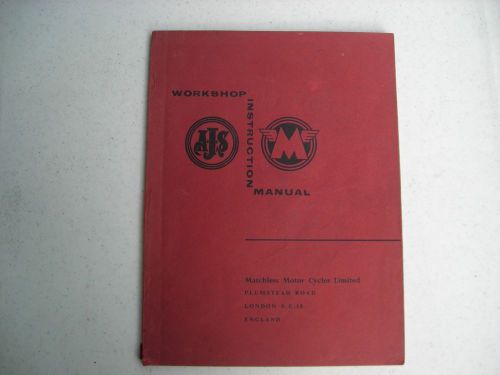 WORKSHOP
INSTRUCTION
MANUAL
AJS
M
Matchless Motor Cycles Limited
PLUMSTEAD ROAD
LONDON S.E.18.
ENGLAND